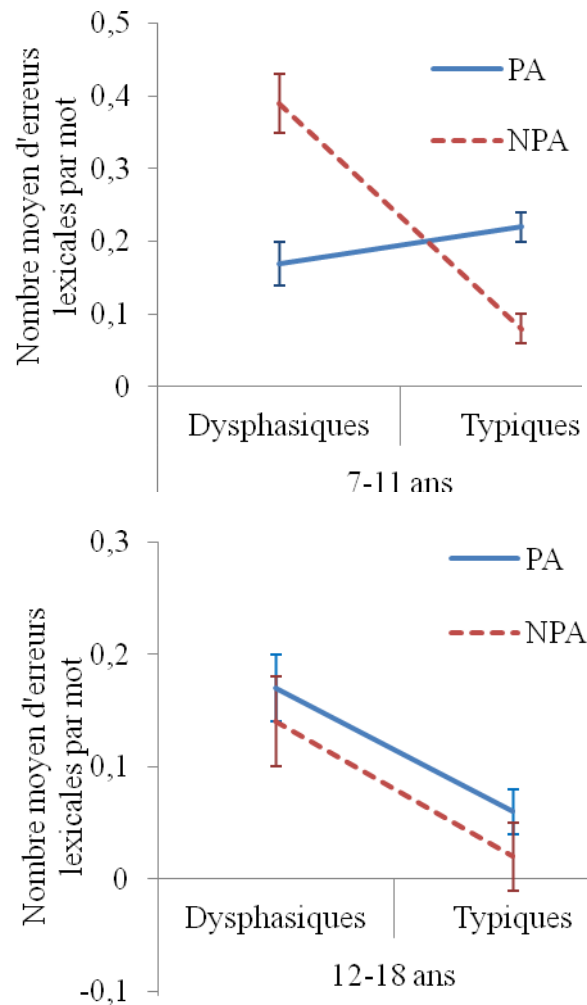 0,5
0,4
0,3
0,2
0,1
0
Nombre moyen d'erreurs
lexicales par mot
PA
NPA
Dysphasiques
Typiques
7-11 ans
0,3
0,2
0,1
0
-0,1
Nombre moyen d'erreurs
lexicales par mot
PA
NPA
Dysphasiques
Typiques
12-18 ans